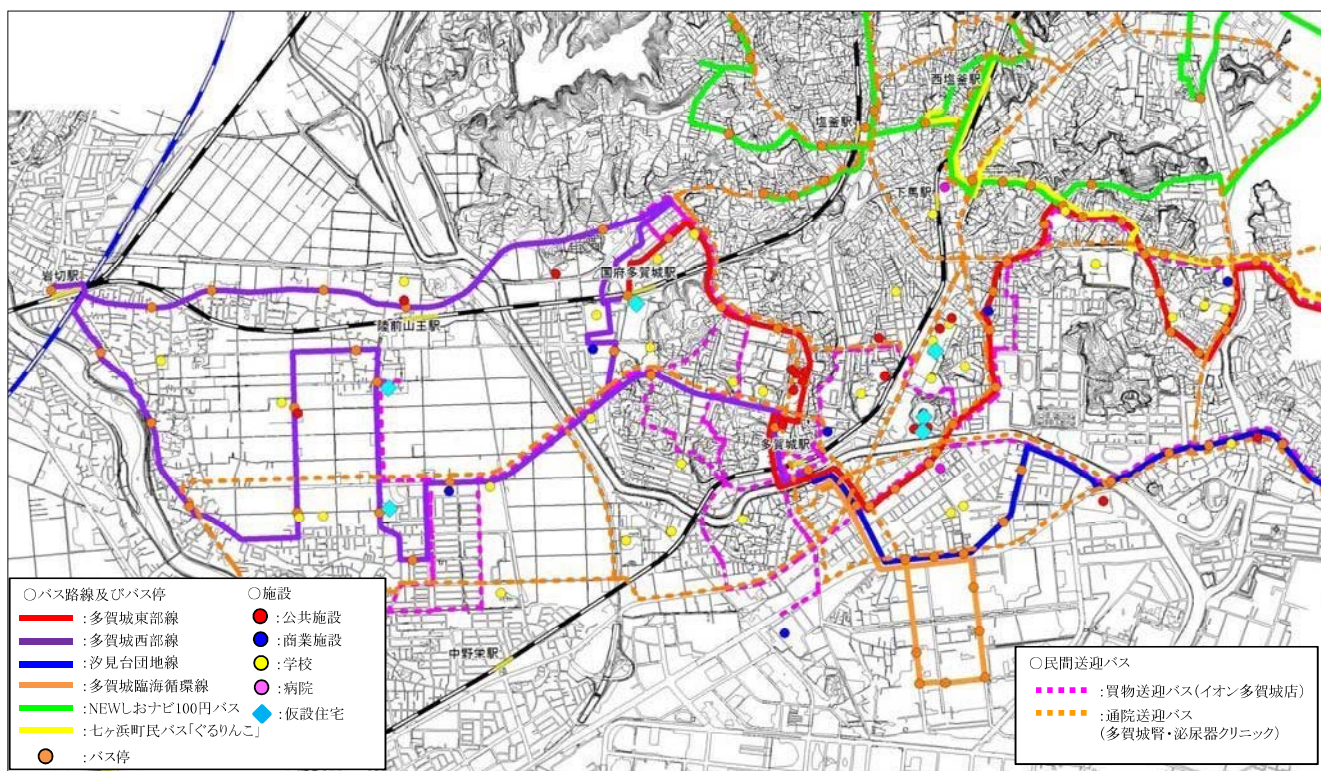 西塩釜駅
塩釜駅
下馬駅
国府多賀城駅
岩切駅
陸前山王駅
多賀城駅
中野栄駅
○バス路線及びバス停
:多賀城東部線
:多賀城西部線
:汐見台団地線
:多賀城臨海循環線
:NEWしおナビ100円バス
:七ヶ浜町民バス「ぐるりんこ」
:バス停
○施設
:公共施設
:商業施設
:学校
:病院
:仮設住宅
○民間送迎バス
:買物送迎バス(イオン多賀城店)
:通院送迎バス
(多賀城腎・泌尿器クリニック)